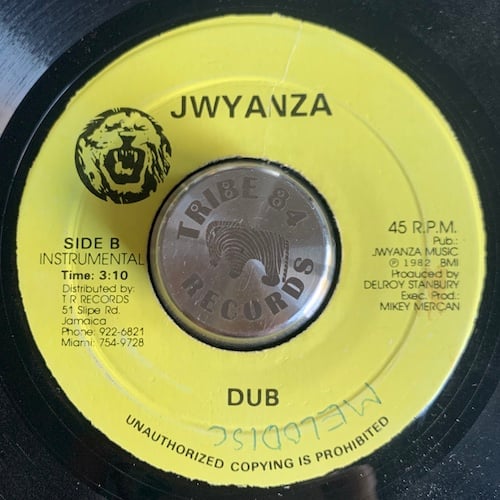 JWYANZA
TRIBE 84
RECORDS
SIDE B
INSTRUMENTAL
Time: 3:10
Distributed by:
T R RECORDS
51 Slipe Rd.
Jamaica
Phone: 922-6821
Miami: 754-9728
45 R.P.M.
Pub.:
JWYANZA MUSIC
℗ 1982 BMI
Produced by
DELROY STANBURY
Exec. Prod.:
MIKEY MERCAN
DUB
MELODISC
UNAUTHORIZED COPYING IS PROHIBITED